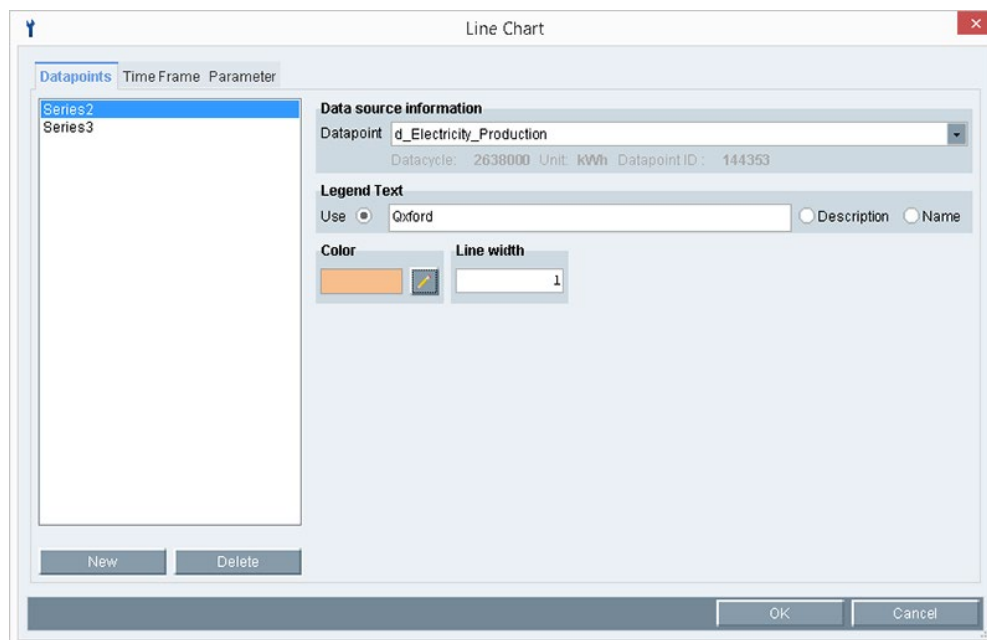 Line Chart
Datapoints Time Frame Parameter
Series2
Series3
Data source information
Datapoint d_Electricity_Production
Datacycle: 2638000 Unit: kWh Datapoint ID : 144353
Legend Text
Use Qxford Description Name
Color Line width
1
New Delete
OK Cancel